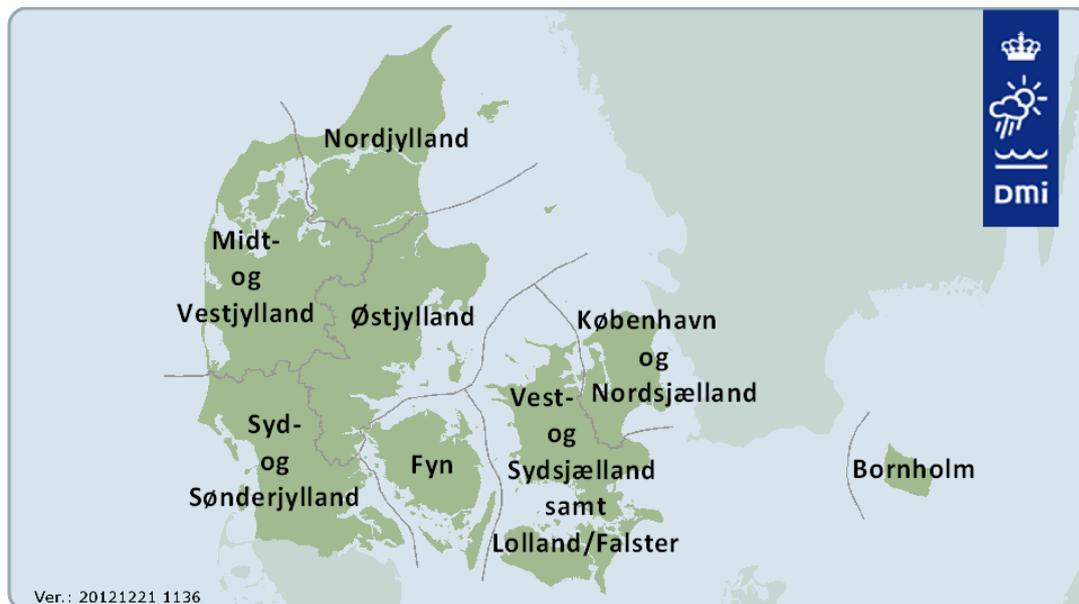 Nordjylland
Midt-
og
Vestjylland
Østjylland
København
og
Nordsjælland
Syd-
og
Sønderjylland
Fyn
Vest-
og
Sydsjælland
samt
Lolland/Falster
Bornholm
DMi
Ver.: 20121221 1136